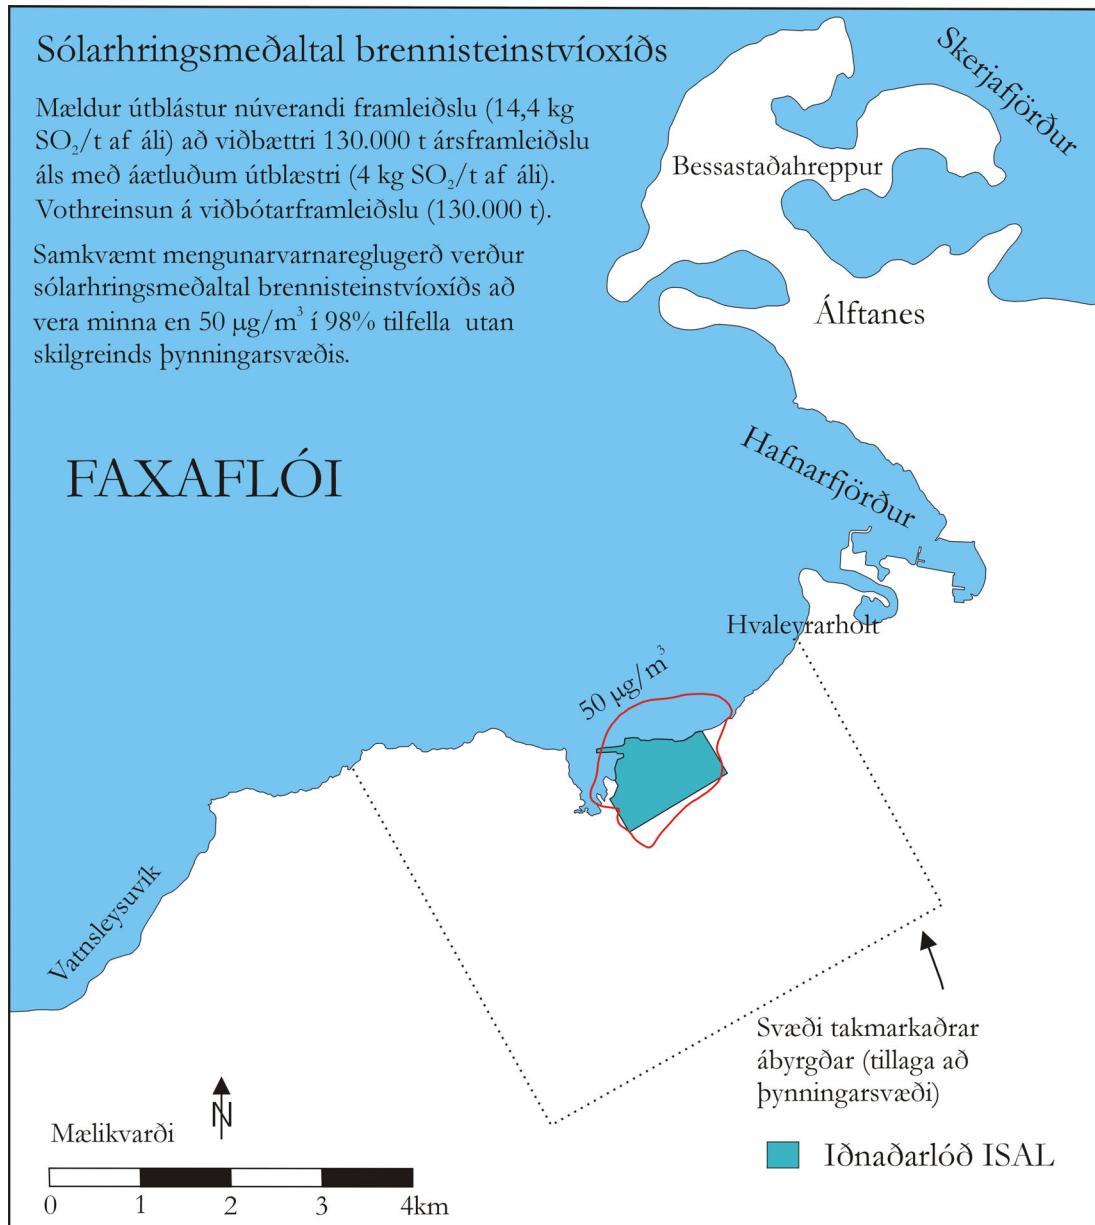 Sólarhringsmeðaltal brennisteinstvíoxíðs
Mældur útblástur núverandi framleiðslu (14,4 kg
SO₂/t af áli) að viðbættri 130.000 t ársframleiðslu
áls með áætluðum útblæstri (4 kg SO₂/t af áli).
Vothreinsun á viðbótarframleiðslu (130.000 t).
Samkvæmt mengunarvarnareglugerð verður
sólarhringsmeðaltal brennisteinstvíoxíðs að
vera minna en 50 µg/m³ í 98% tilfella utan
skilgreinds þynningarsvæðis.
Skerjafjörður
Bessastaðahreppur
Álftanes
FAXAFLÓI
Hafnarfjörður
Hvaleyrarholt
50 µg/m³
Vatnsleysuvík
Svæði takmarkaðrar
ábyrgðar (tillaga að
þynningarsvæði)
N
Mælikvarði
0 1 2 3 4km
Iðnaðarlóð ISAL